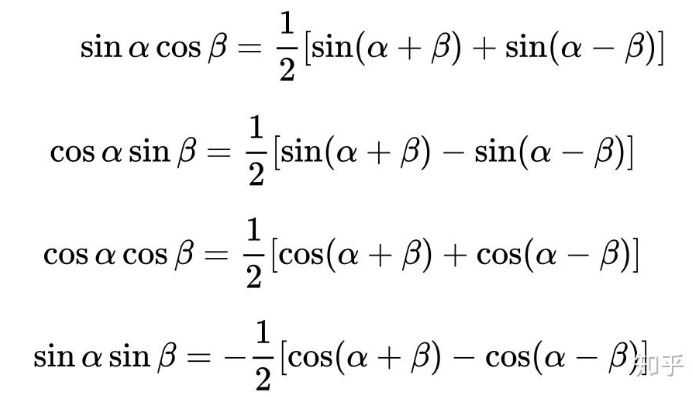 sin α cos β = 1/2 [sin(α + β) + sin(α − β)]
cos α sin β = 1/2 [sin(α + β) − sin(α − β)]
cos α cos β = 1/2 [cos(α + β) + cos(α − β)]
sin α sin β = −1/2 [cos(α + β) − cos(α − β)]
知乎